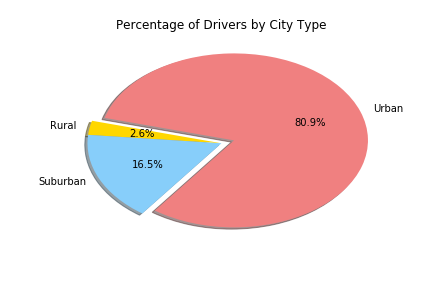 Percentage of Drivers by City Type
Urban
80.9%
Rural
2.6%
Suburban
16.5%